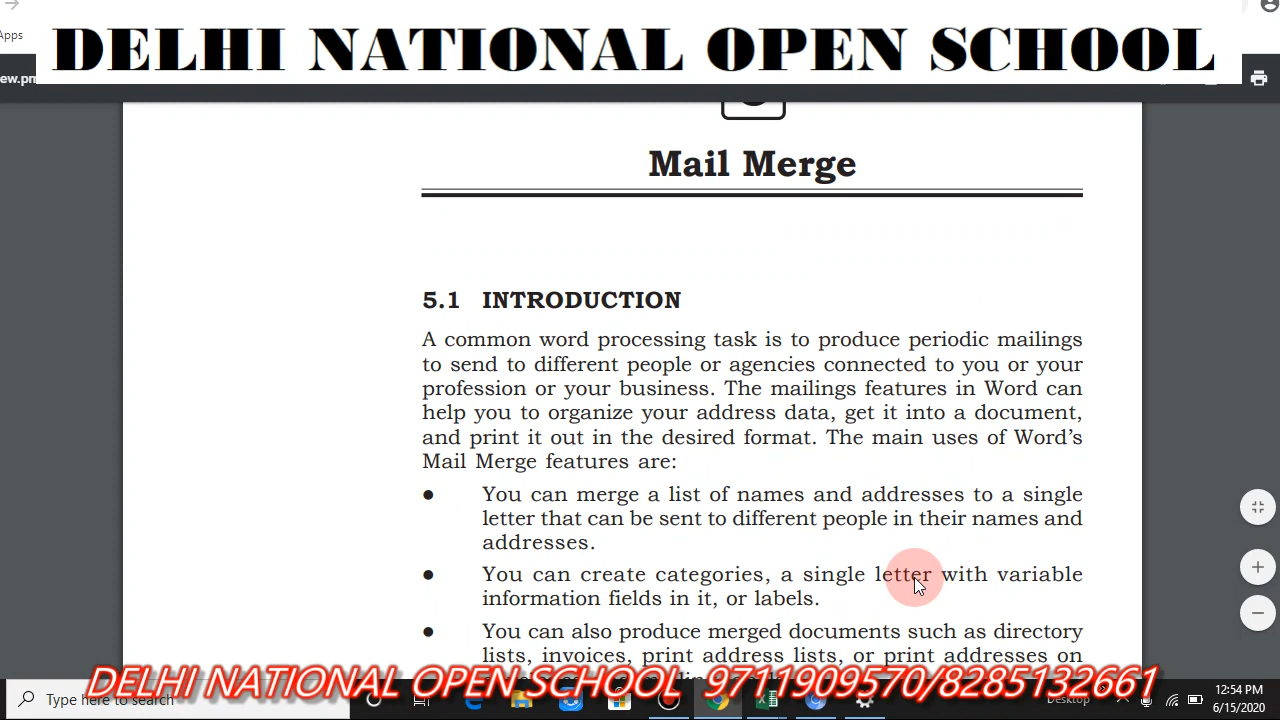 DELHI NATIONAL OPEN SCHOOL
Apps
ew.pm
Mail Merge
5.1 INTRODUCTION
A common word processing task is to produce periodic mailings
to send to different people or agencies connected to you or your
profession or your business. The mailings features in Word can
help you to organize your address data, get it into a document,
and print it out in the desired format. The main uses of Word's
Mail Merge features are:
● You can merge a list of names and addresses to a single
letter that can be sent to different people in their names and
addresses.
● You can create categories, a single letter with variable
information fields in it, or labels.
● You can also produce merged documents such as directory
lists, invoices, print address lists, or print addresses on
DELHI NATIONAL OPEN SCHOOL 9711909570/8285132661
Type here to search
Desktop
12:54 PM
6/15/2020